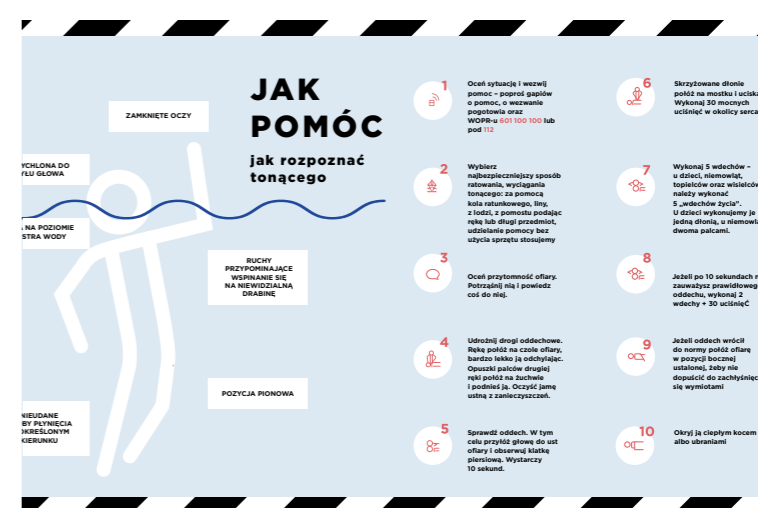 JAK
POMÓC
jak rozpoznać
tonącego
ZAMKNIĘTE OCZY
YCHLONA DO
YŁU GŁOWA
NA POZIOMIE
STRA WODY
RUCHY
PRZYPOMINAJĄCE
WSPINANIE SIĘ
NA NIEWIDZIALNĄ
DRABINĘ
POZYCJA PIONOWA
NIEUDANE
BY PŁYNIĘCIA
OKREŚLONYM
KIERUNKU
1
Oceń sytuację i wezwij
pomoc – poproś gapiów
o pomoc, o wezwanie
pogotowia oraz
WOPR-u 601 100 100 lub
pod 112
2
Wybierz
najbezpieczniejszy sposób
ratowania, wyciągania
tonącego: za pomocą
koła ratunkowego, liny,
z łodzi, z pomostu podając
rękę lub długi przedmiot,
udzielanie pomocy bez
użycia sprzętu stosujemy
3
Oceń przytomność ofiary.
Potrząśnij nią i powiedz
coś do niej.
4
Udrożnij drogi oddechowe.
Rękę połóż na czole ofiary,
bardzo lekko ją odchylając.
Opuszki palców drugiej
ręki połóż na żuchwie
i podnieś ją. Oczyść jamę
ustną z zanieczyszczeń.
5
Sprawdź oddech. W tym
celu przyłóż głowę do ust
ofiary i obserwuj klatkę
piersiową. Wystarczy
10 sekund.
6
Skrzyżowane dłonie
połóż na mostku i uciska
Wykonaj 30 mocnych
uciśnięć w okolicy serca
7
Wykonaj 5 wdechów –
u dzieci, niemowląt,
topielców oraz wisielców
należy wykonać
5 „wdechów życia”.
U dzieci wykonujemy je
jedną dłonią, u niemowlą
dwoma palcami.
8
Jeżeli po 10 sekundach n
zauważysz prawidłoweg
oddechu, wykonaj 2
wdechy + 30 uciśnięĆ
9
Jeżeli oddech wrócił
do normy połóż ofiarę
w pozycji bocznej
ustalonej, żeby nie
dopuścić do zachłyśnięc
się wymiotami
10
Okryj ją ciepłym kocem
albo ubraniami